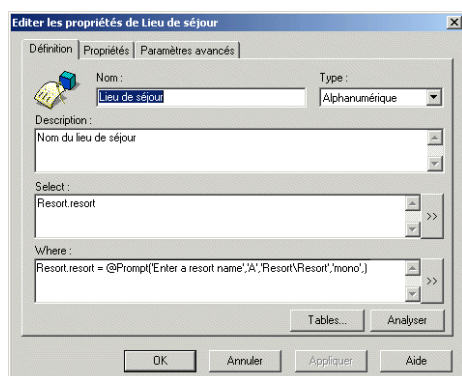 Editer les propriétés de Lieu de séjour
Définition Propriétés Paramètres avancés
Nom : Type :
Lieu de séjour Alphanumérique
Description :
Nom du lieu de séjour
Select :
Resort.resort
>>
Where :
Resort.resort = @Prompt('Enter a resort name','A','Resort\Resort','mono',)
>>
Tables... Analyser
OK Annuler Appliquer Aide